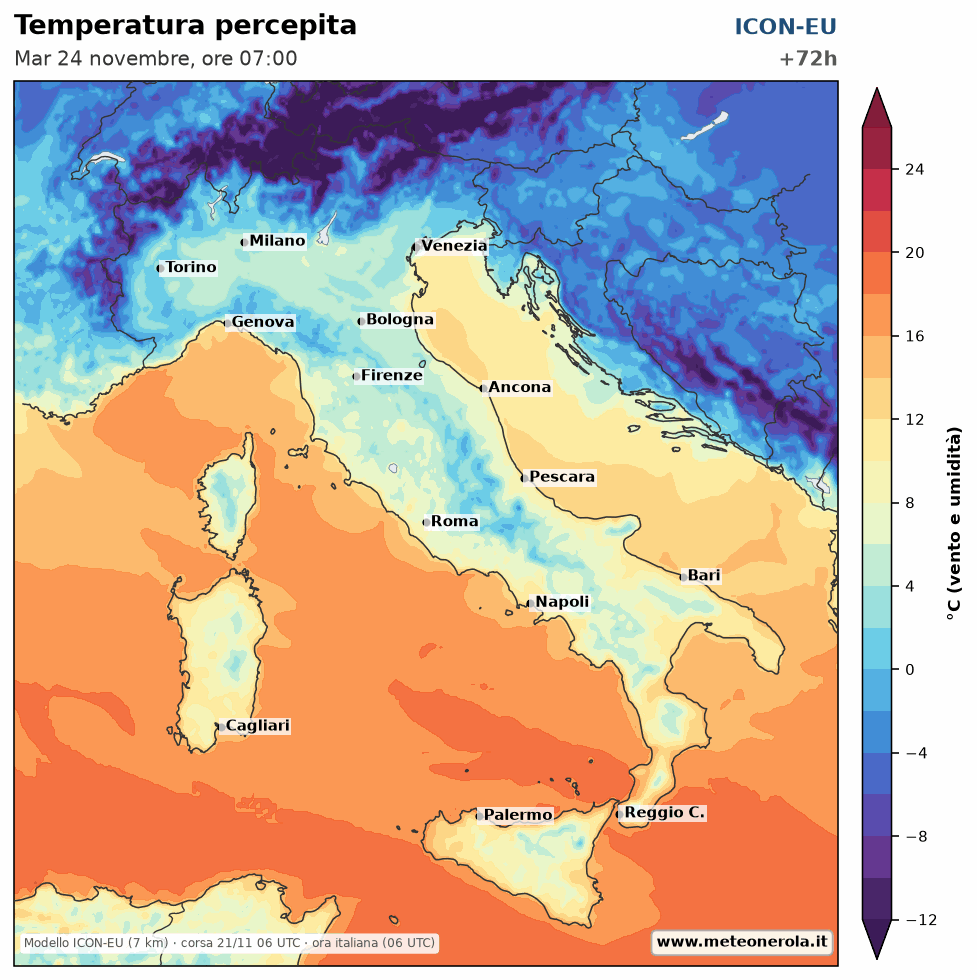 Temperatura percepita
ICON-EU
Mar 24 novembre, ore 07:00
+72h
Milano
Venezia
Torino
Genova
Bologna
Firenze
Ancona
Pescara
Roma
Bari
Napoli
Cagliari
Palermo
Reggio C.
24
20
16
12
8
4
0
−4
−8
−12
°C (vento e umidità)
Modello ICON-EU (7 km) · corsa 21/11 06 UTC · ora italiana (06 UTC)
www.meteonerola.it